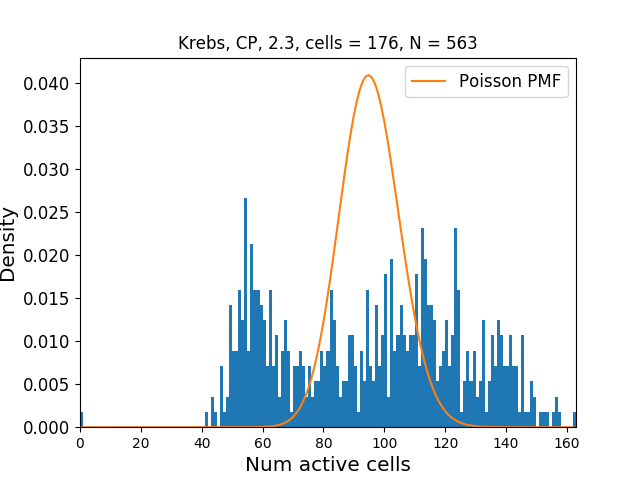 Krebs, CP, 2.3, cells = 176, N = 563
Poisson PMF
0.040
0.035
0.030
0.025
0.020
0.015
0.010
0.005
0.000
Density
0 20 40 60 80 100 120 140 160
Num active cells